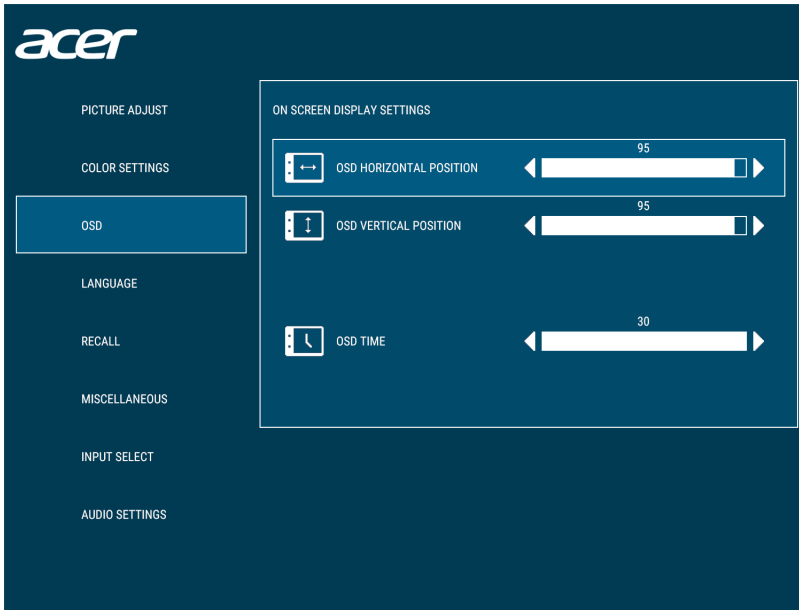 acer
PICTURE ADJUST
COLOR SETTINGS
OSD
LANGUAGE
RECALL
MISCELLANEOUS
INPUT SELECT
AUDIO SETTINGS
ON SCREEN DISPLAY SETTINGS
OSD HORIZONTAL POSITION
95
OSD VERTICAL POSITION
95
OSD TIME
30